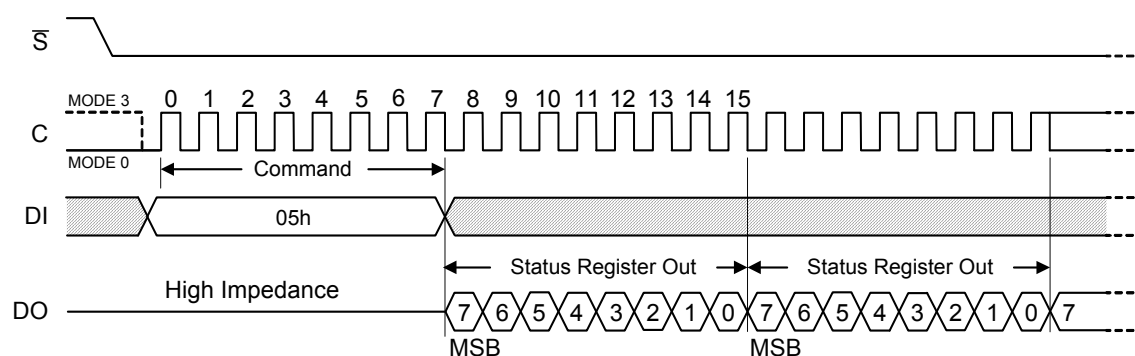 S̅
MODE 3
0 1 2 3 4 5 6 7 8 9 10 11 12 13 14 15
C
MODE 0
Command
DI
05h
Status Register Out
Status Register Out
High Impedance
DO
7 6 5 4 3 2 1 0 7 6 5 4 3 2 1 0 7
MSB
MSB